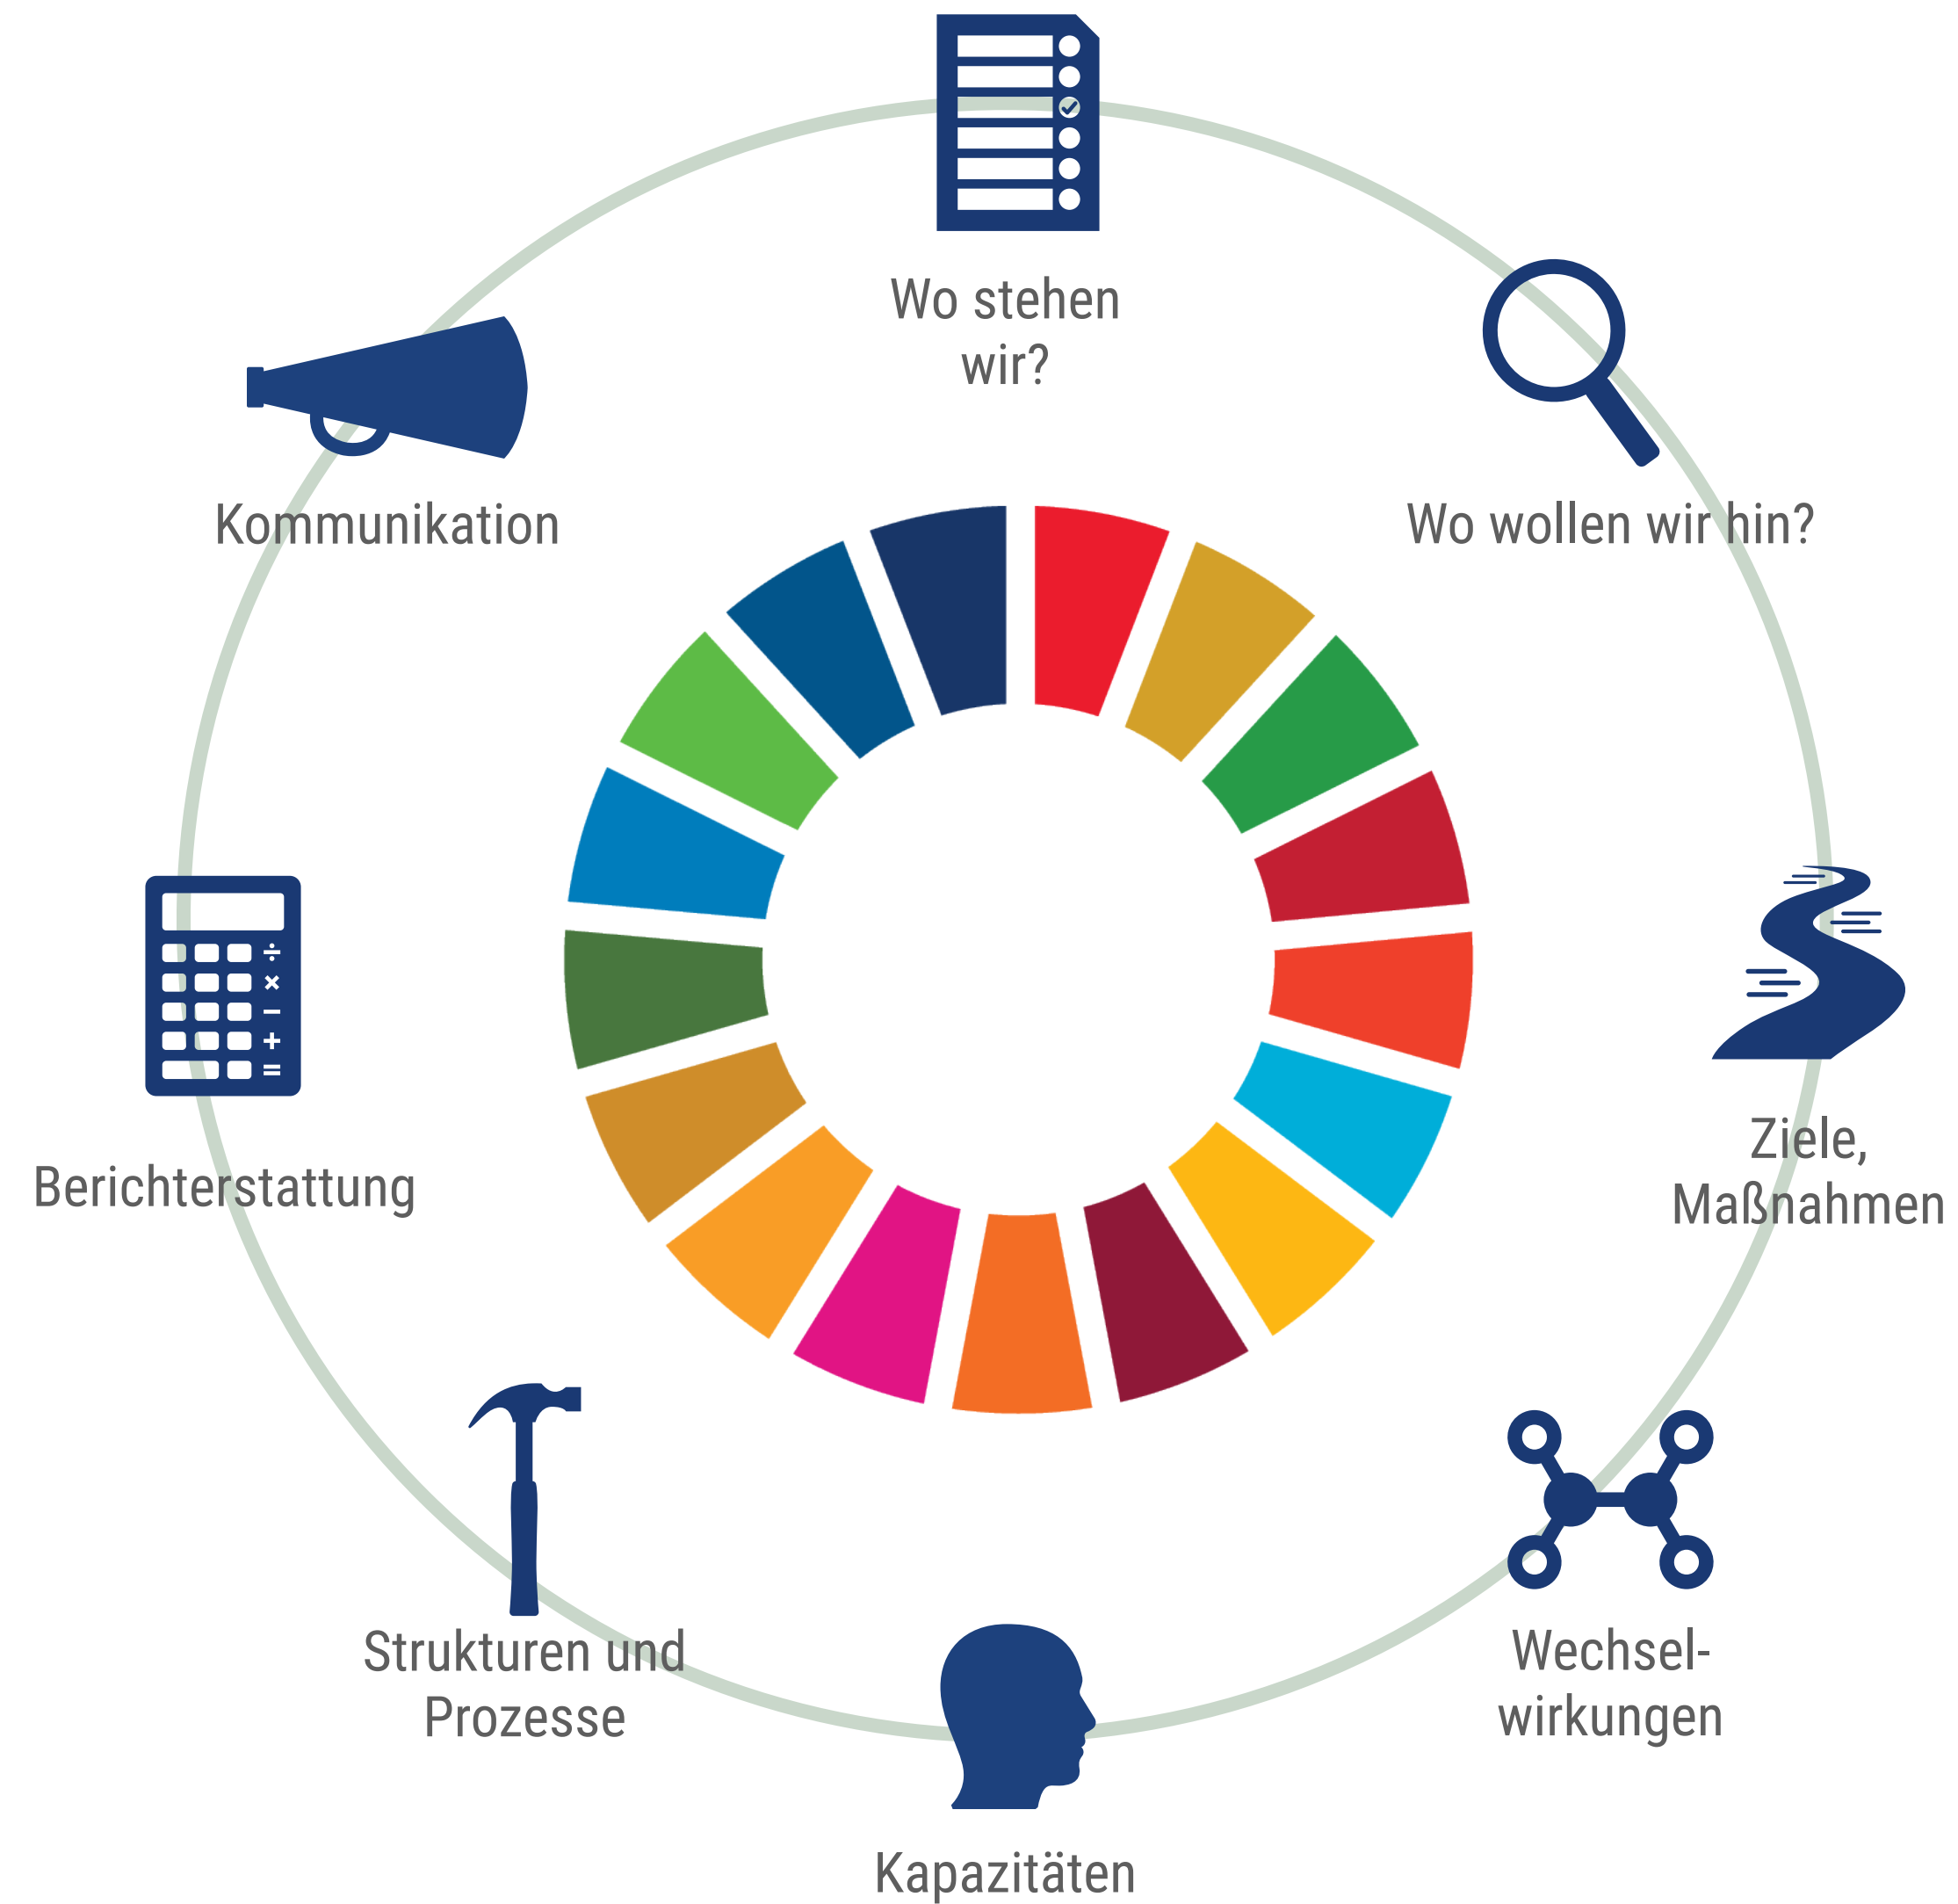 Wo stehen
wir?
Wo wollen wir hin?
Ziele,
Maßnahmen
Wechsel-
wirkungen
Kapazitäten
Strukturen und
Prozesse
Berichterstattung
Kommunikation